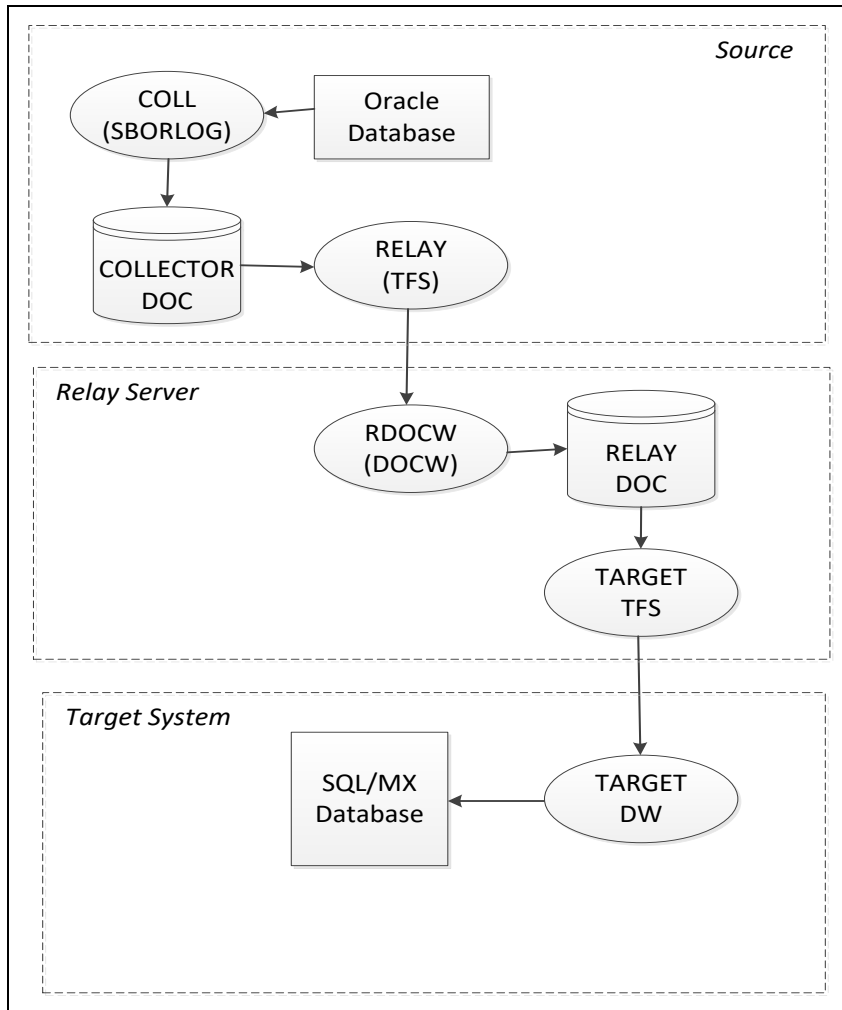 Source
COLL
(SBORLOG)
Oracle
Database
COLLECTOR
DOC
RELAY
(TFS)
Relay Server
RDOCW
(DOCW)
RELAY
DOC
TARGET
TFS
Target System
SQL/MX
Database
TARGET
DW